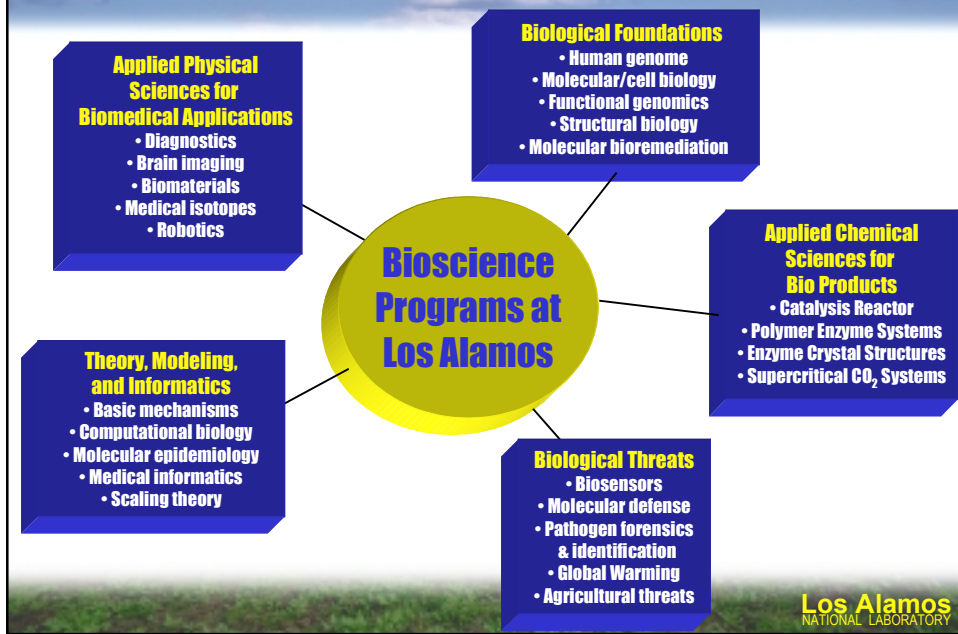 Applied Physical
Sciences for
Biomedical Applications
• Diagnostics
• Brain imaging
• Biomaterials
• Medical isotopes
• Robotics
Biological Foundations
• Human genome
• Molecular/cell biology
• Functional genomics
• Structural biology
• Molecular bioremediation
Bioscience
Programs at
Los Alamos
Applied Chemical
Sciences for
Bio Products
• Catalysis Reactor
• Polymer Enzyme Systems
• Enzyme Crystal Structures
• Supercritical CO₂ Systems
Theory, Modeling,
and Informatics
• Basic mechanisms
• Computational biology
• Molecular epidemiology
• Medical informatics
• Scaling theory
Biological Threats
• Biosensors
• Molecular defense
• Pathogen forensics
& identification
• Global Warming
• Agricultural threats
Los Alamos
NATIONAL LABORATORY